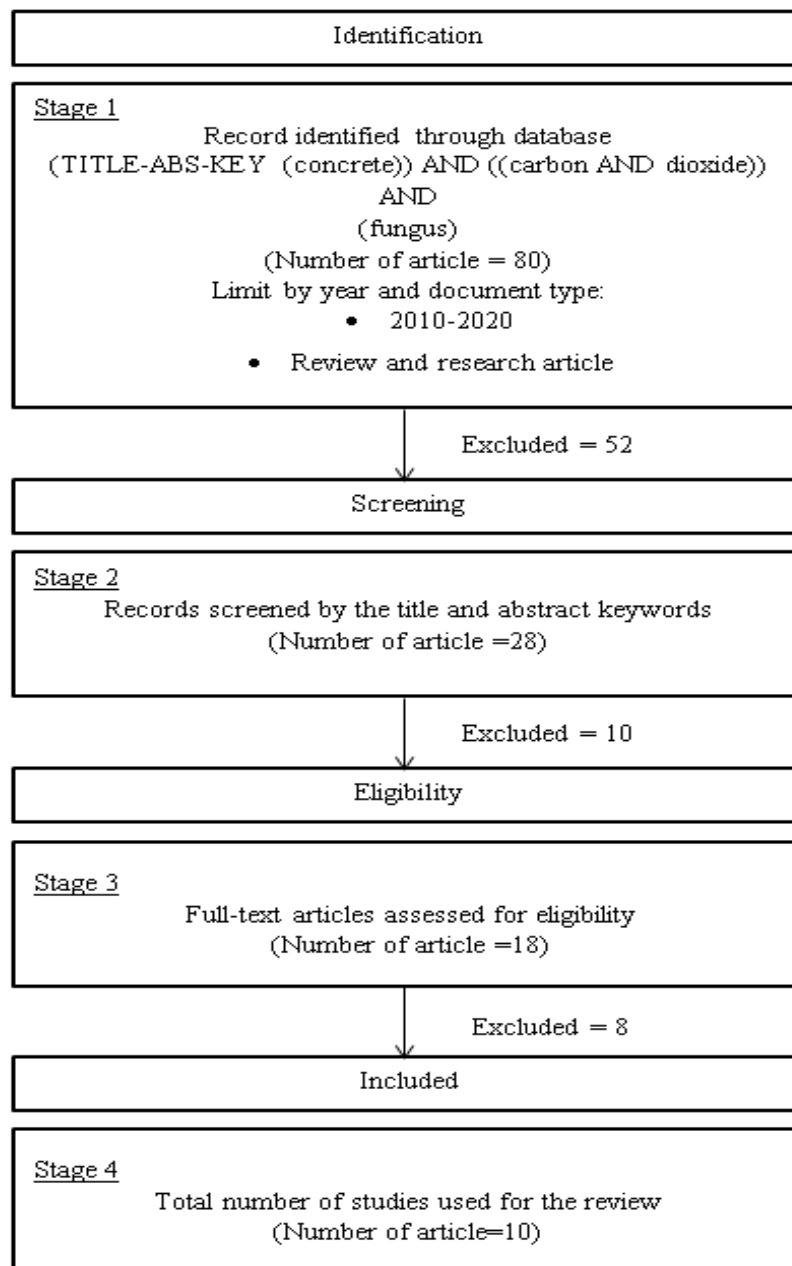 Identification
Stage 1
Record identified through database
(TITLE-ABS-KEY (concrete)) AND ((carbon AND dioxide))
AND
(fungus)
(Number of article = 80)
Limit by year and document type:
• 2010-2020
• Review and research article
Excluded = 52
Screening
Stage 2
Records screened by the title and abstract keywords
(Number of article =28)
Excluded = 10
Eligibility
Stage 3
Full-text articles assessed for eligibility
(Number of article =18)
Excluded = 8
Included
Stage 4
Total number of studies used for the review
(Number of article=10)